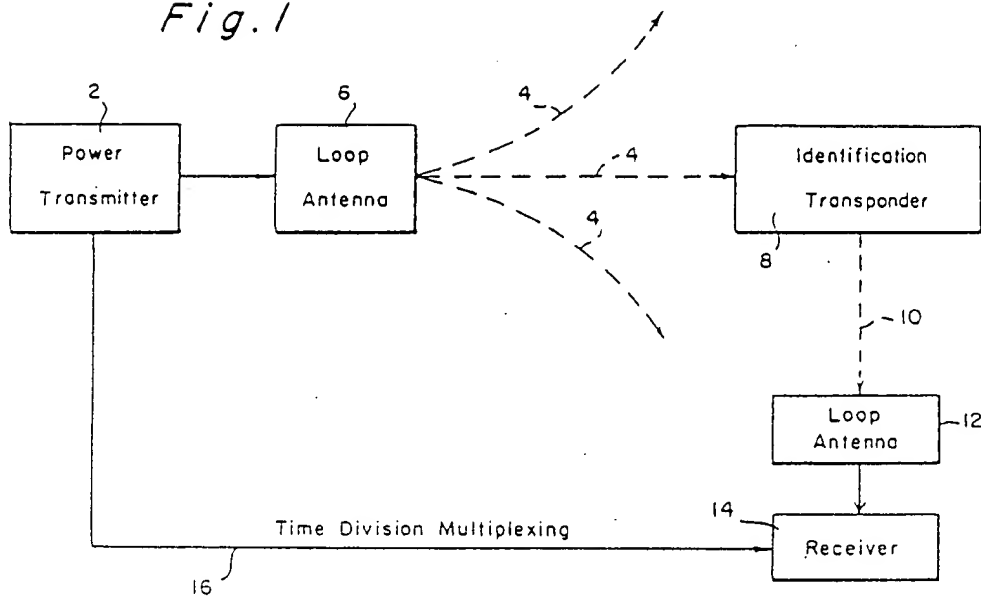 Fig.1
2
Power
Transmitter
6
Loop
Antenna
4
4
4
Identification
Transponder
8
10
Loop
Antenna
12
14
Receiver
Time Division Multiplexing
16